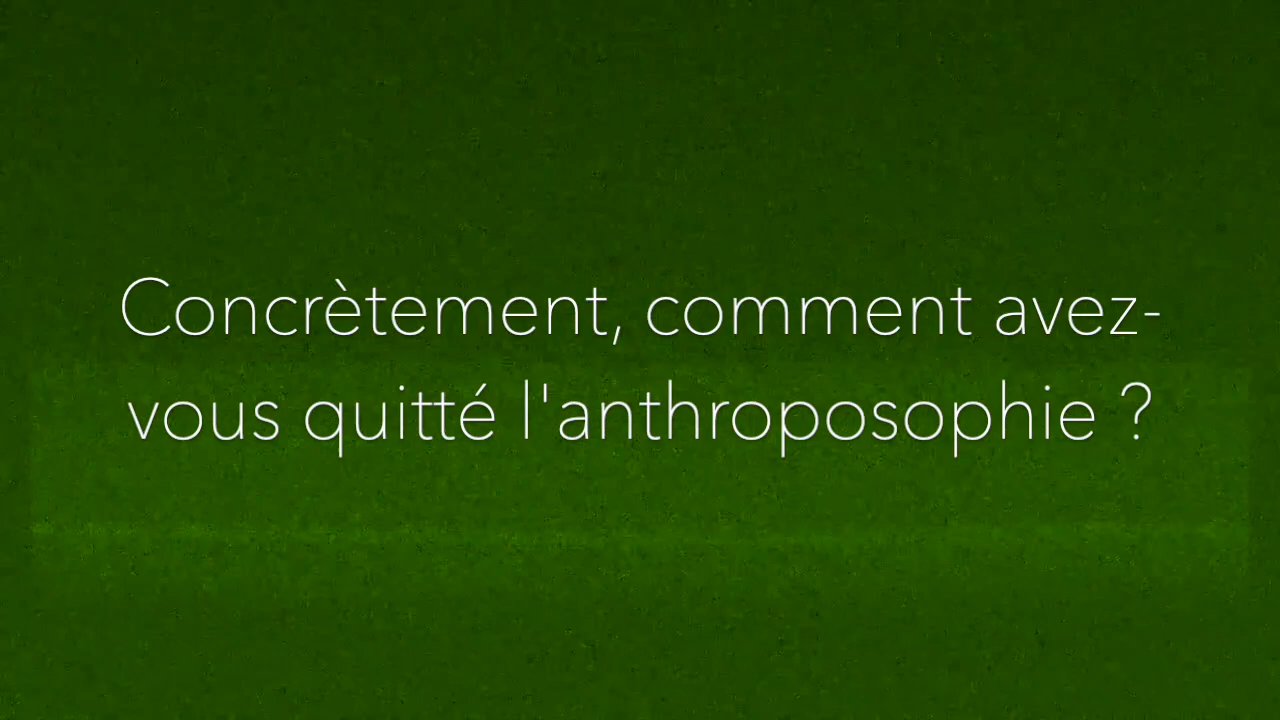 Concrètement, comment avez-
vous quitté l'anthroposophie ?